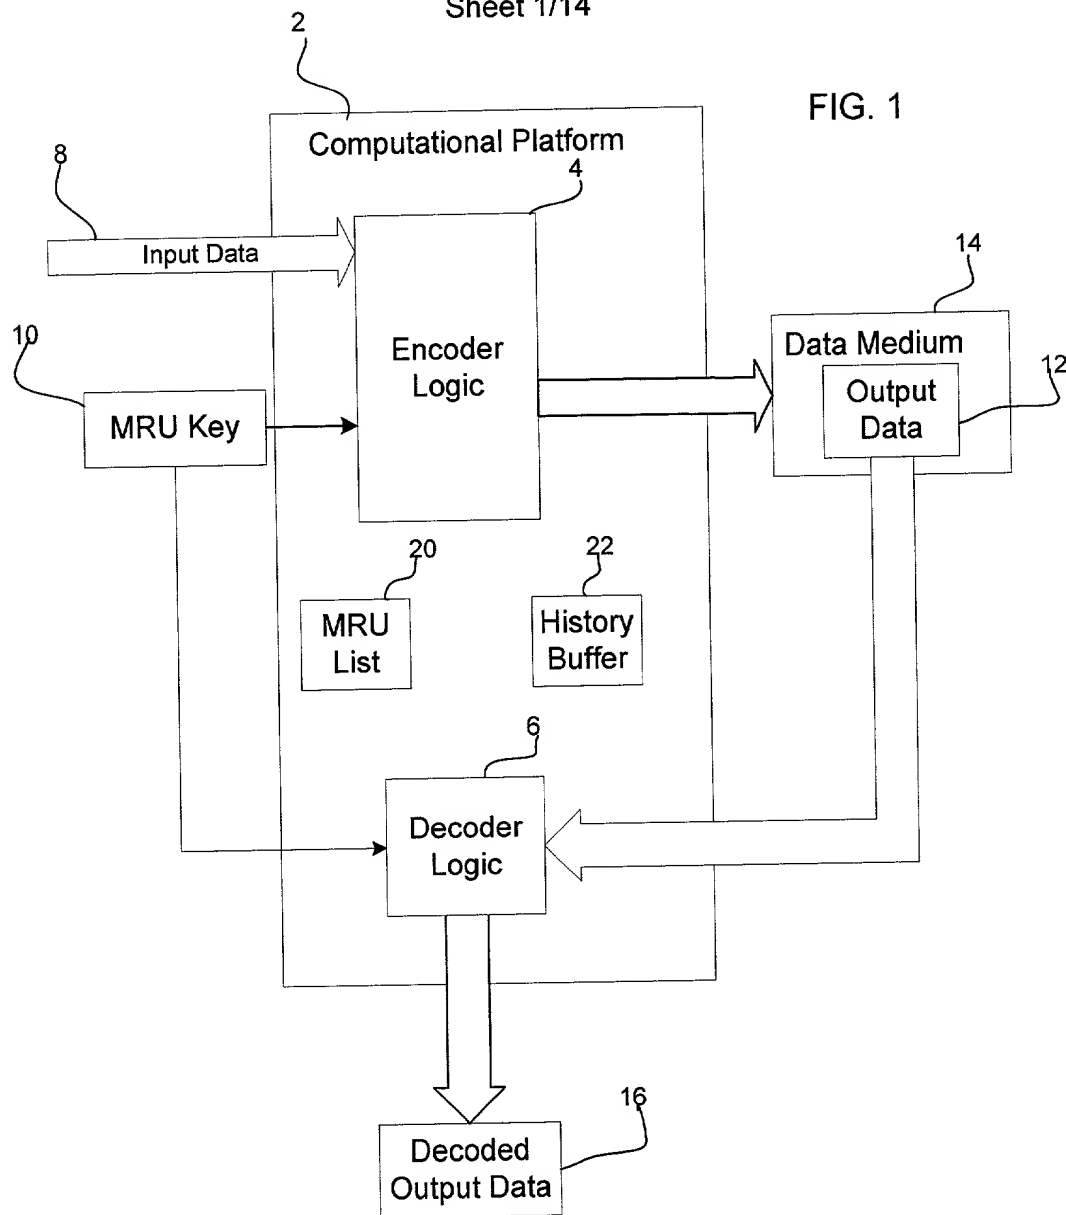 Sheet 1/14
2
FIG. 1
Computational Platform
8
4
Input Data
14
10
Encoder
Logic
Data Medium
12
Output
Data
MRU Key
20
22
MRU
List
History
Buffer
6
Decoder
Logic
16
Decoded
Output Data